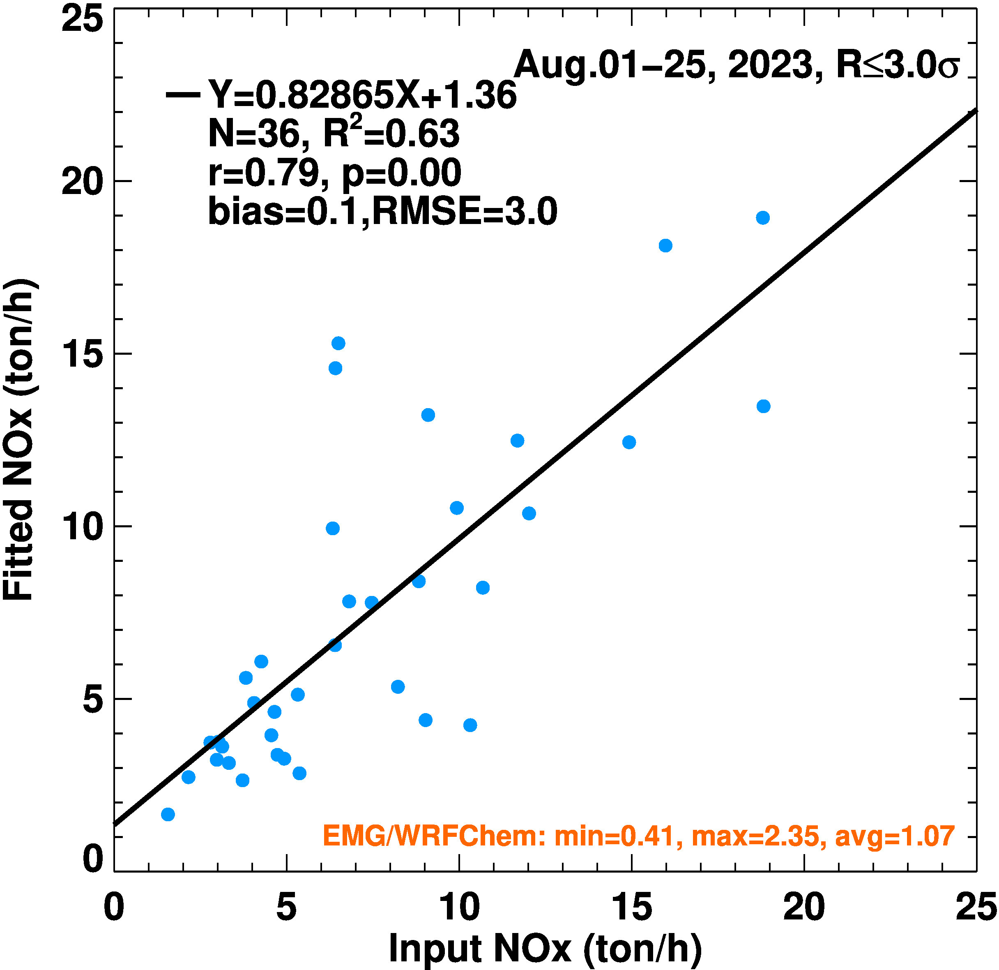 25
Aug.01-25, 2023, R≤3.0σ
Y=0.82865X+1.36
N=36, R²=0.63
r=0.79, p=0.00
bias=0.1,RMSE=3.0
20
15
10
5
0
Fitted NOx (ton/h)
EMG/WRFChem: min=0.41, max=2.35, avg=1.07
0 5 10 15 20 25
Input NOx (ton/h)